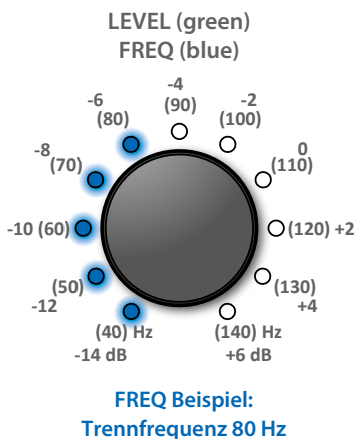 LEVEL (green)
FREQ (blue)
-4
(90)
-6
(80)
-2
(100)
-8
(70)
0
(110)
-10 (60)
(120) +2
(50)
-12
(130)
+4
(40) Hz
-14 dB
(140) Hz
+6 dB
FREQ Beispiel:
Trennfrequenz 80 Hz